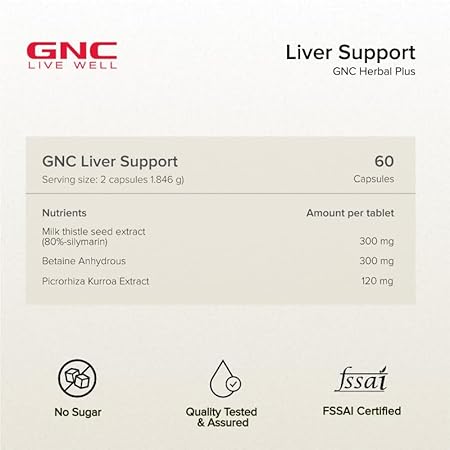 GNC
LIVE WELL
Liver Support
GNC Herbal Plus
GNC Liver Support
60
Serving size: 2 capsules 1.846 g)
Capsules
Nutrients
Amount per tablet
Milk thistle seed extract
(80%-silymarin)
300 mg
Betaine Anhydrous
300 mg
Picrorhiza Kurroa Extract
120 mg
No Sugar
Quality Tested
& Assured
fssai
FSSAI Certified